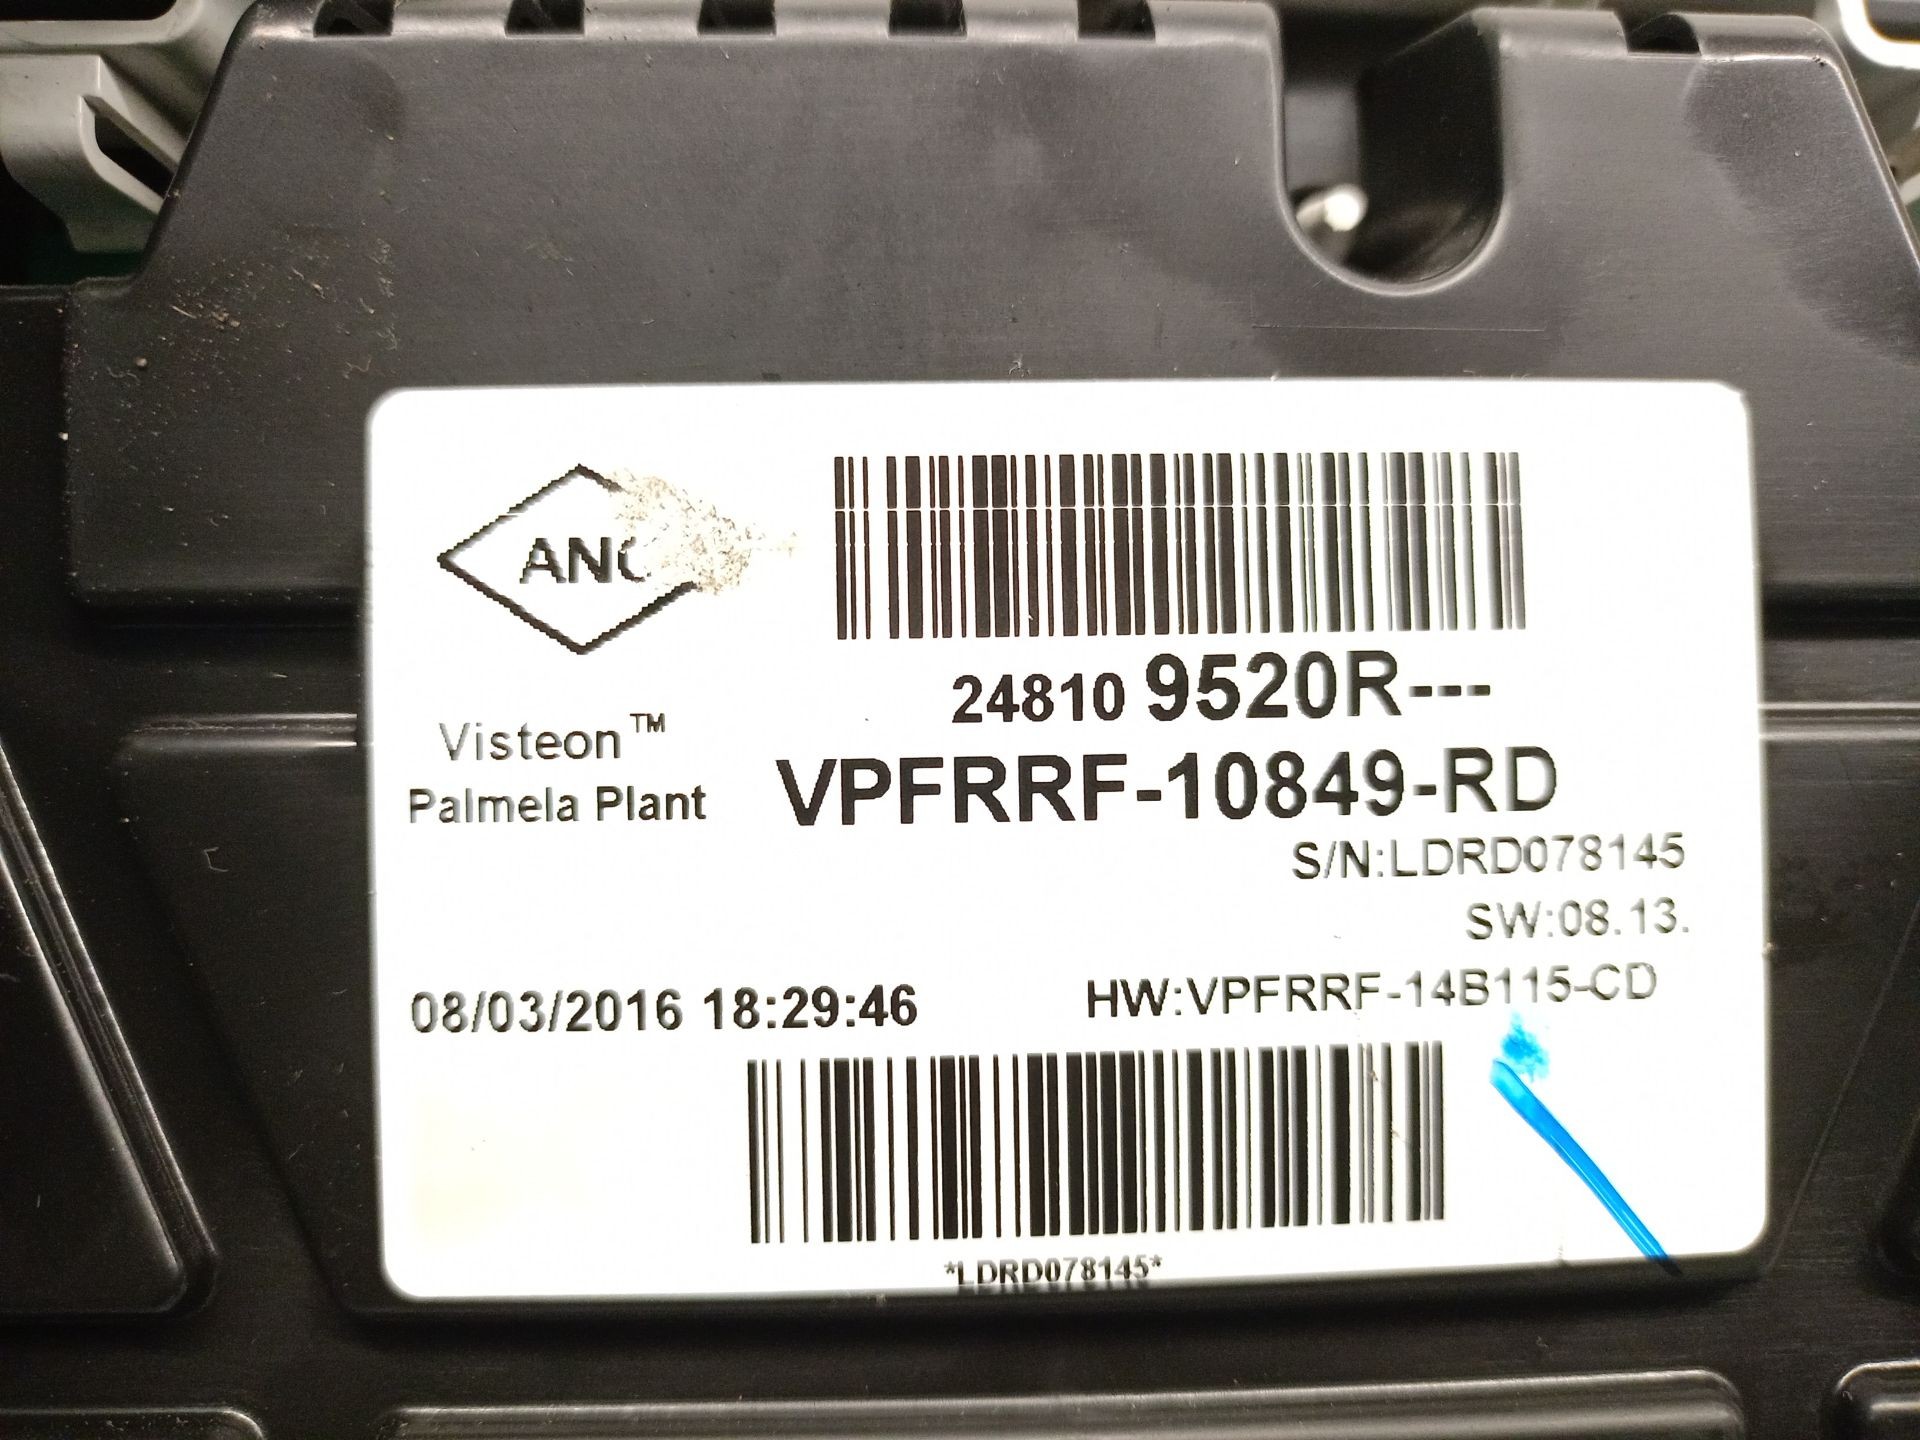 24810 9520R---
Visteon™
Palmela Plant
VPFRRF-10849-RD
S/N:LDRD078145
SW:08.13.
08/03/2016 18:29:46
HW:VPFRRF-14B115-CD
*LDRD078145*